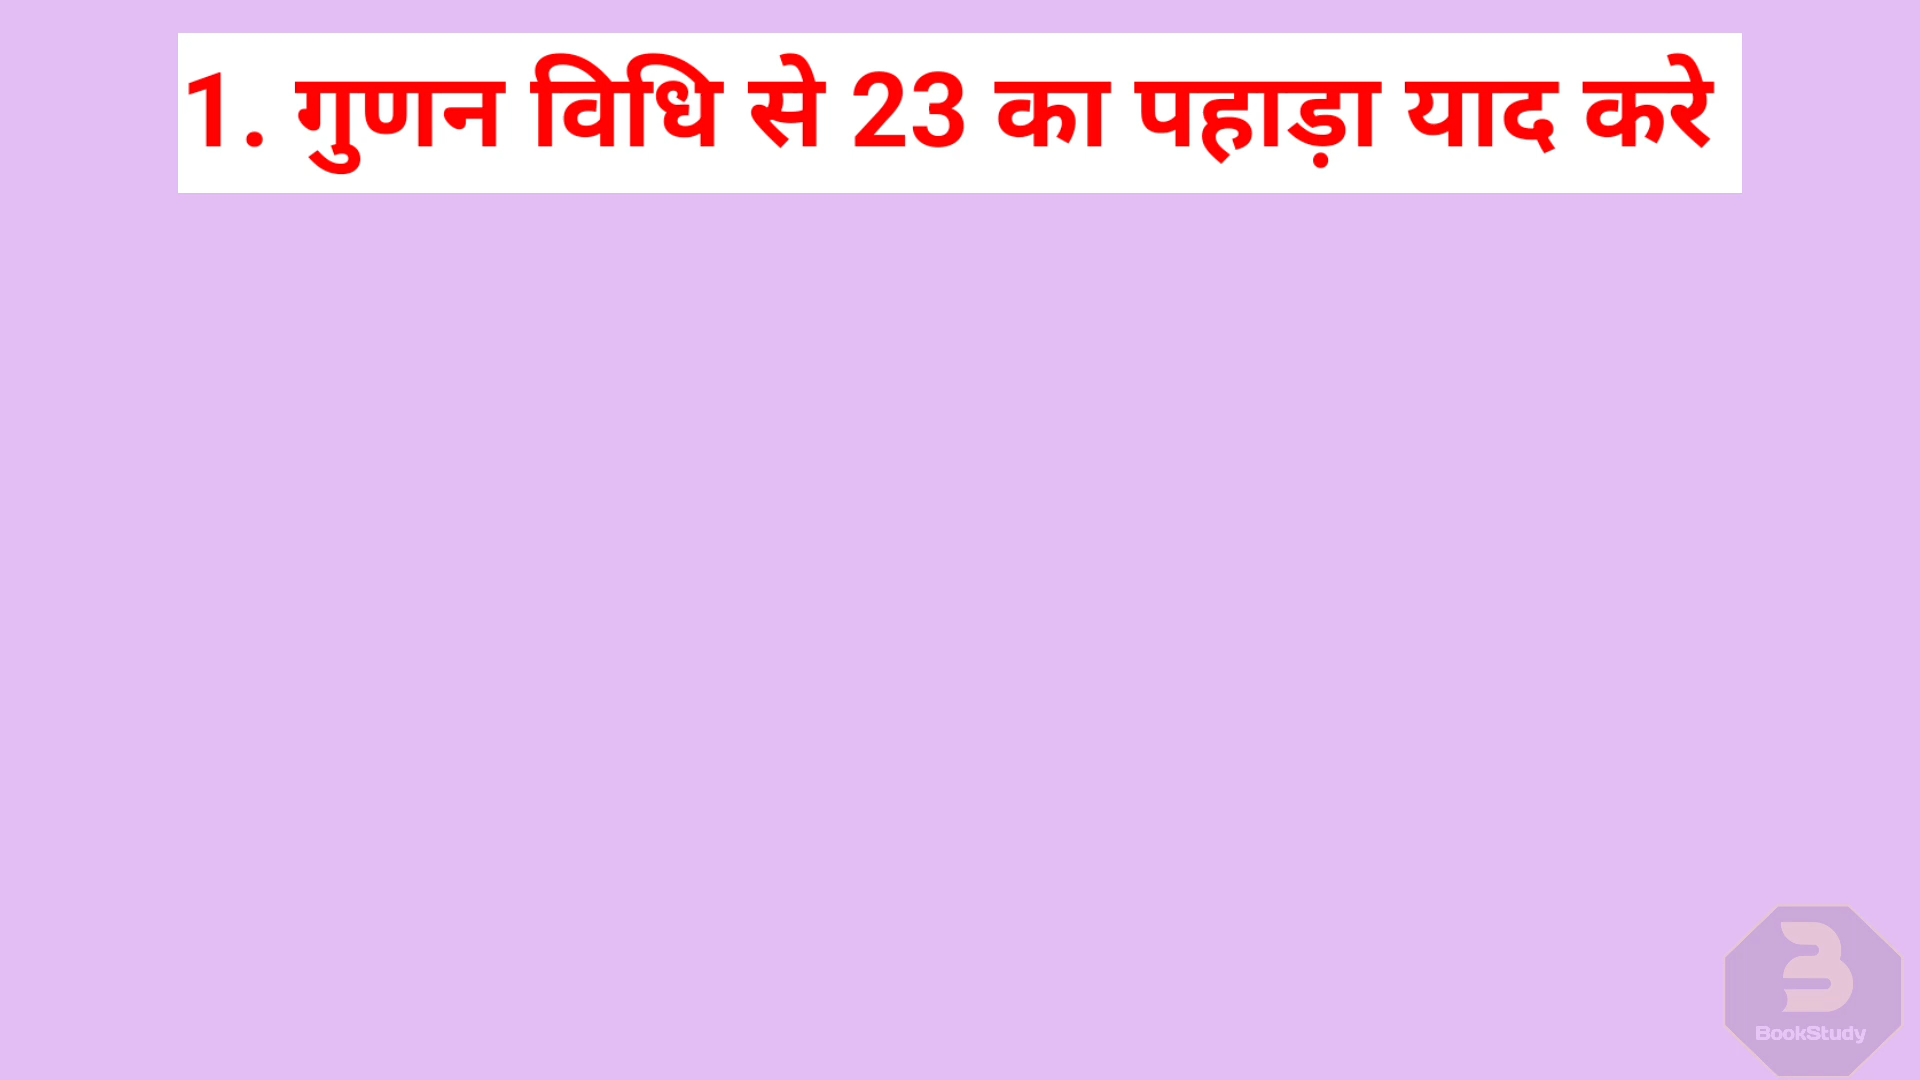 1. गुणन विधि से 23 का पहाड़ा याद करे
BookStudy